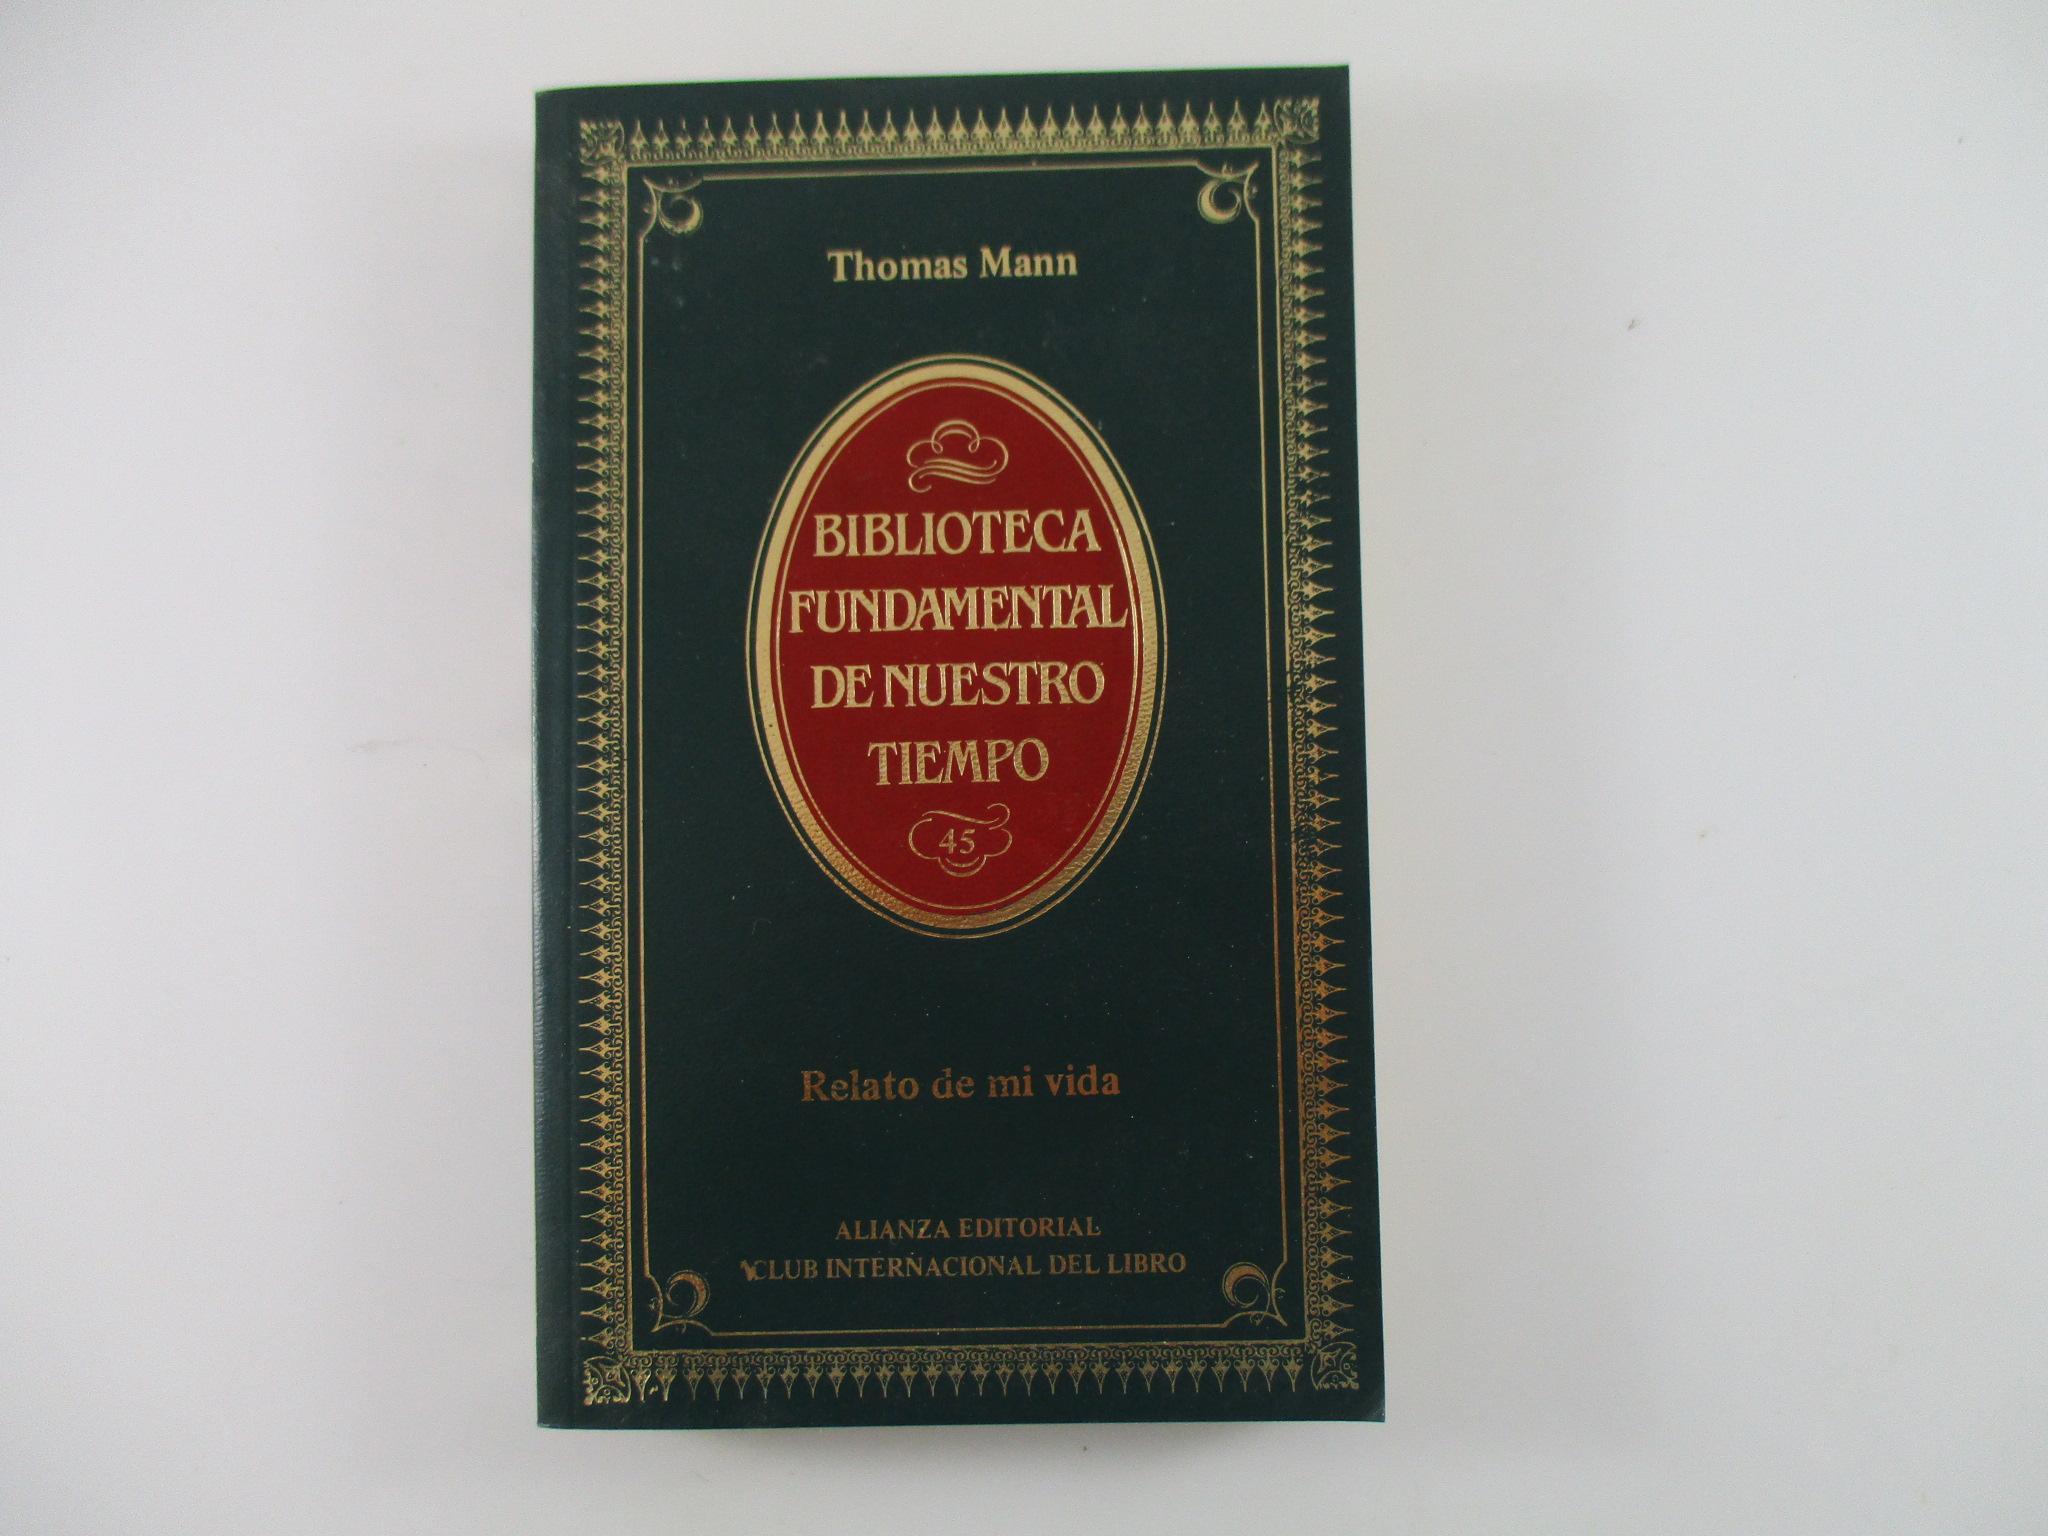 Thomas Mann
BIBLIOTECA
FUNDAMENTAL
DE NUESTRO
TIEMPO
45
Relato de mi vida
ALIANZA EDITORIAL
CLUB INTERNACIONAL DEL LIBRO